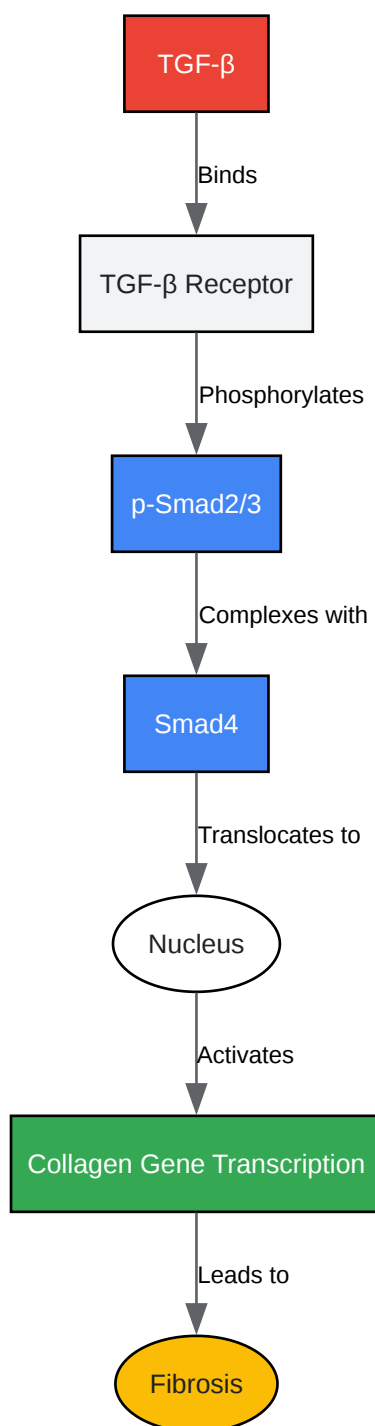 TGF-β
Binds
TGF-β Receptor
Phosphorylates
p-Smad2/3
Complexes with
Smad4
Translocates to
Nucleus
Activates
Collagen Gene Transcription
Leads to
Fibrosis